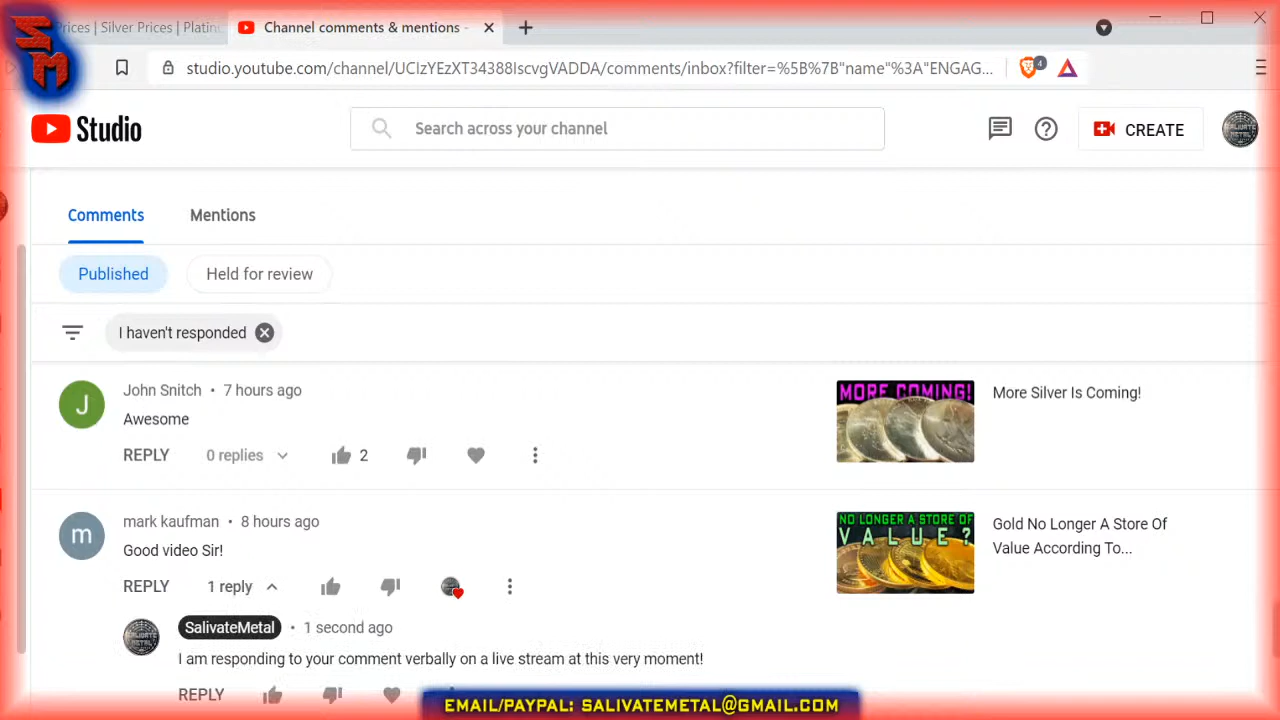 Prices | Silver Prices | Platin
Channel comments & mentions -
SM
studio.youtube.com/channel/UCIzYEzXT34388IscvgVADDA/comments/inbox?filter=%5B%7B"name"%3A"ENGAG...
4
Studio
Search across your channel
CREATE
Comments
Mentions
Published
Held for review
I haven't responded
J
John Snitch • 7 hours ago
Awesome
REPLY 0 replies 2
MORE COMING!
More Silver Is Coming!
m
mark kaufman • 8 hours ago
Good video Sir!
REPLY 1 reply
NO LONGER A STORE OF
VALUE?
Gold No Longer A Store Of
Value According To...
SalivateMetal • 1 second ago
I am responding to your comment verbally on a live stream at this very moment!
REPLY
EMAIL/PAYPAL: SALIVATEMETAL@GMAIL.COM